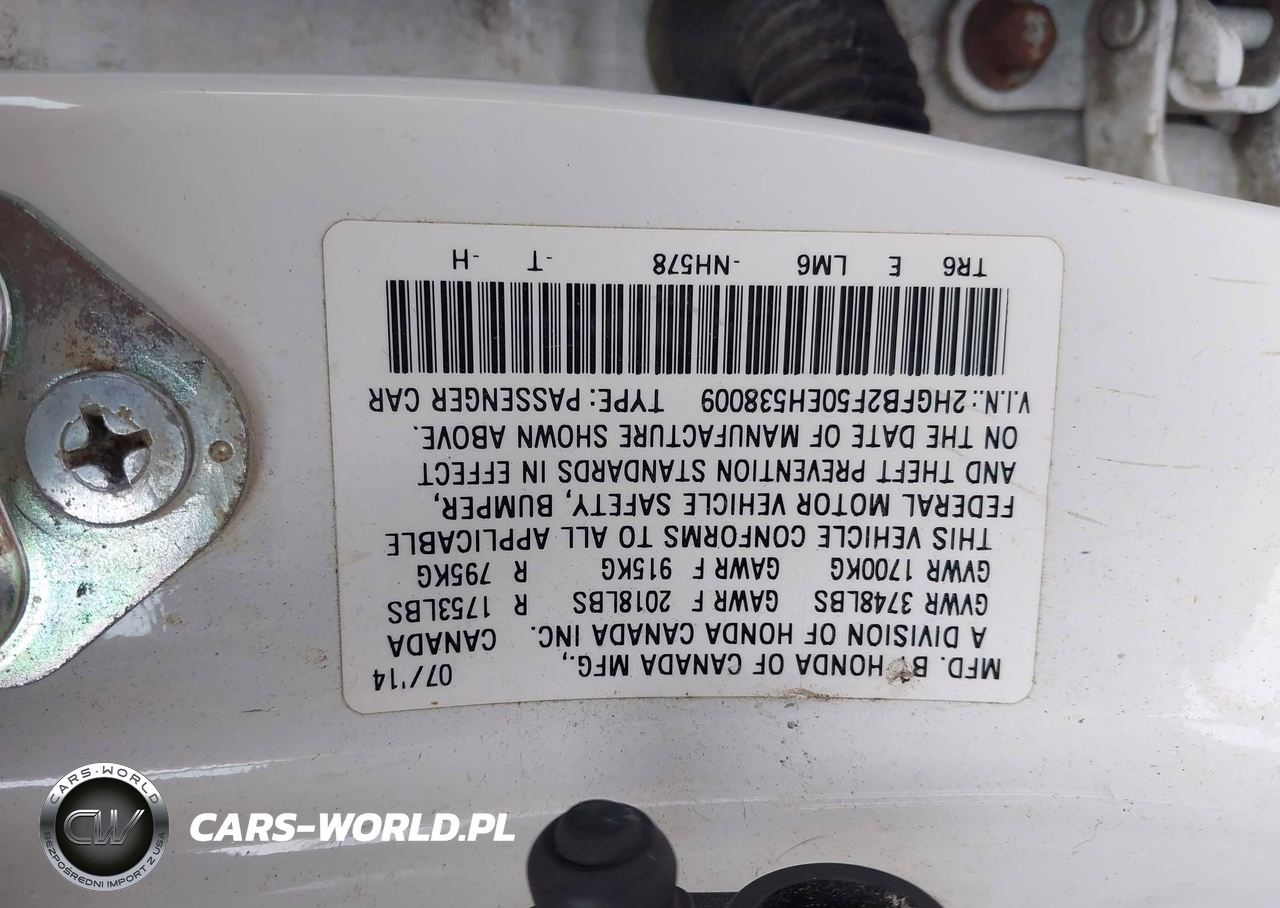 MFD. BY HONDA OF CANADA MFG., 07/'14
A DIVISION OF HONDA CANADA INC. CANADA
GVWR 3748LBS GAWR F 2018LBS R 1753LBS
GVWR 1700KG GAWR F 915KG R 795KG
THIS VEHICLE CONFORMS TO ALL APPLICABLE
FEDERAL MOTOR VEHICLE SAFETY, BUMPER,
AND THEFT PREVENTION STANDARDS IN EFFECT
ON THE DATE OF MANUFACTURE SHOWN ABOVE.
V.I.N.: 2HGFB2F50EH538009 TYPE: PASSENGER CAR
TR6 E LM6 -NH578 -T -H
CARS-WORLD
CW
BEZPOŚREDNI IMPORT Z USA
CARS-WORLD.PL